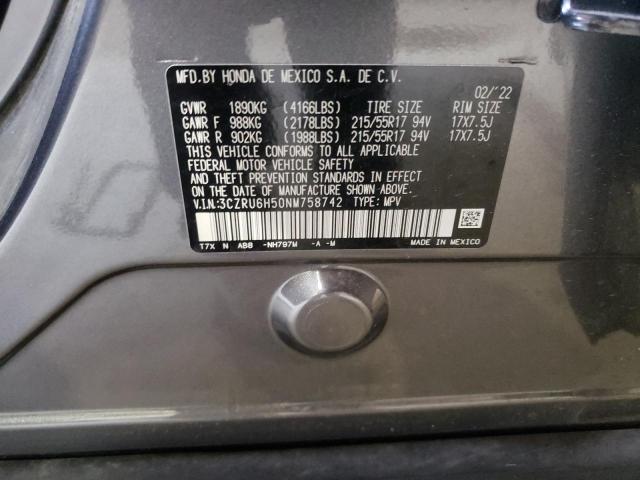 MFD.BY HONDA DE MEXICO S.A. DE C.V.
02/'22
GVWR 1890KG (4166LBS) TIRE SIZE RIM SIZE
GAWR F 988KG (2178LBS) 215/55R17 94V 17X7.5J
GAWR R 902KG (1988LBS) 215/55R17 94V 17X7.5J
THIS VEHICLE CONFORMS TO ALL APPLICABLE
FEDERAL MOTOR VEHICLE SAFETY
AND THEFT PREVENTION STANDARDS IN EFFECT
ON THE DATE OF MANUFACTURE SHOWN ABOVE.
V.I.N:3CZRU6H50NM758742 TYPE: MPV
T7X N AB8 -NH797M -A -M
MADE IN MEXICO